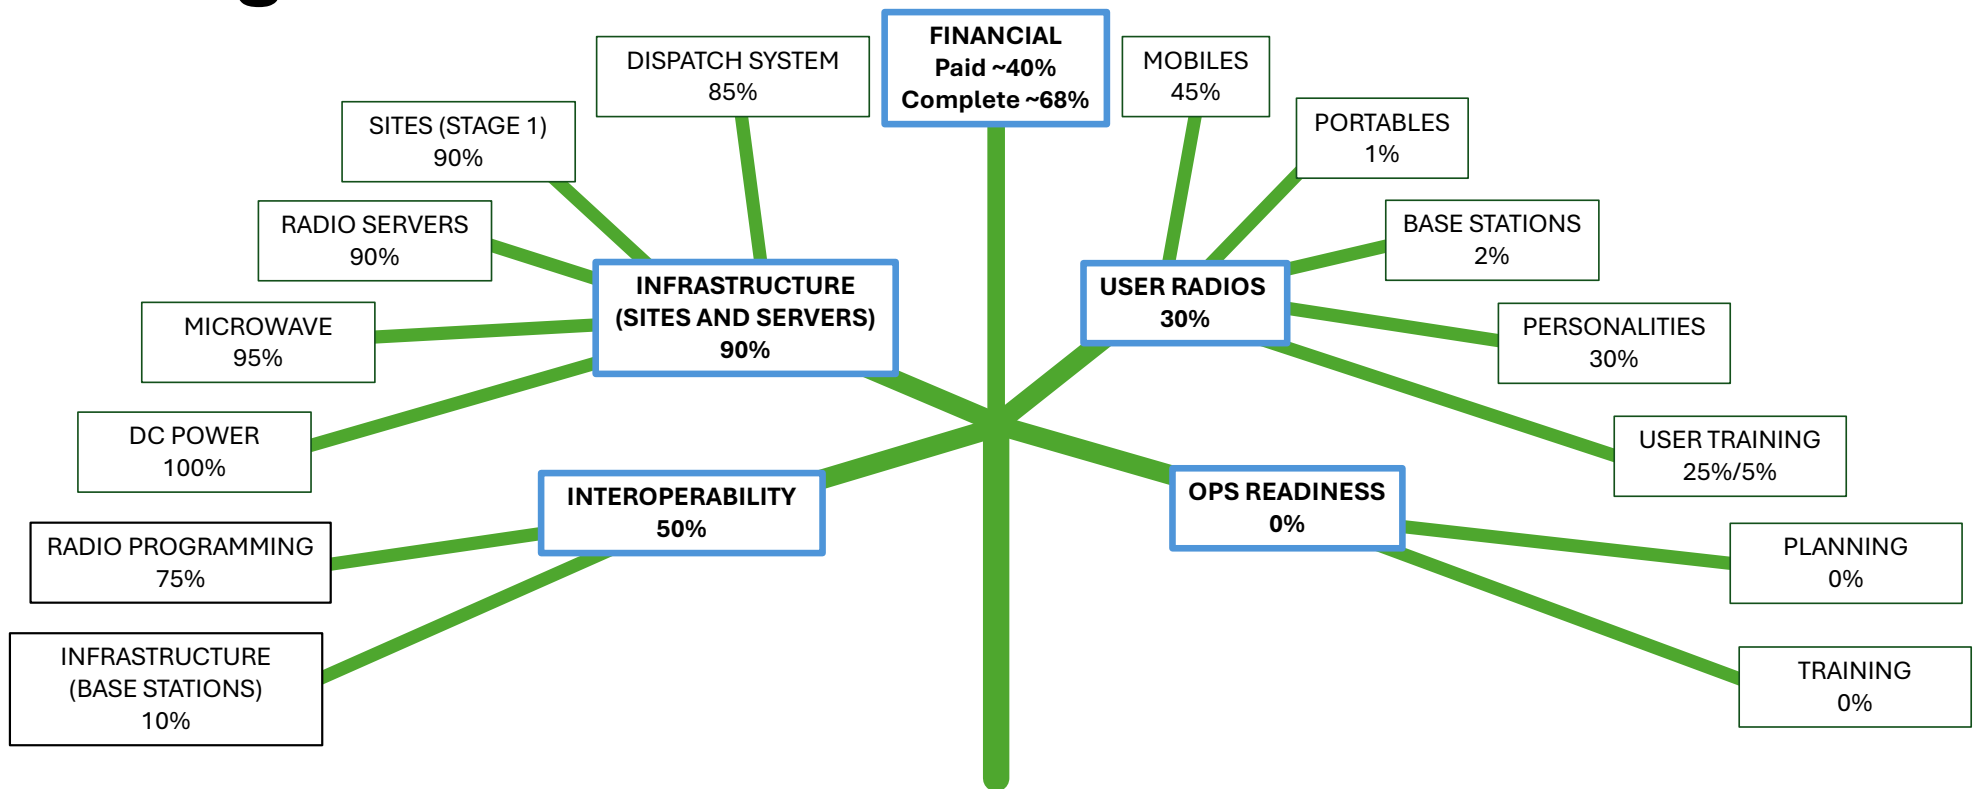 FINANCIAL
Paid ~40%
Complete ~68%
DISPATCH SYSTEM
85%
SITES (STAGE 1)
90%
RADIO SERVERS
90%
MICROWAVE
95%
DC POWER
100%
INFRASTRUCTURE
(SITES AND SERVERS)
90%
INTEROPERABILITY
50%
RADIO PROGRAMMING
75%
INFRASTRUCTURE
(BASE STATIONS)
10%
MOBILES
45%
PORTABLES
1%
BASE STATIONS
2%
USER RADIOS
30%
PERSONALITIES
30%
USER TRAINING
25%/5%
OPS READINESS
0%
PLANNING
0%
TRAINING
0%